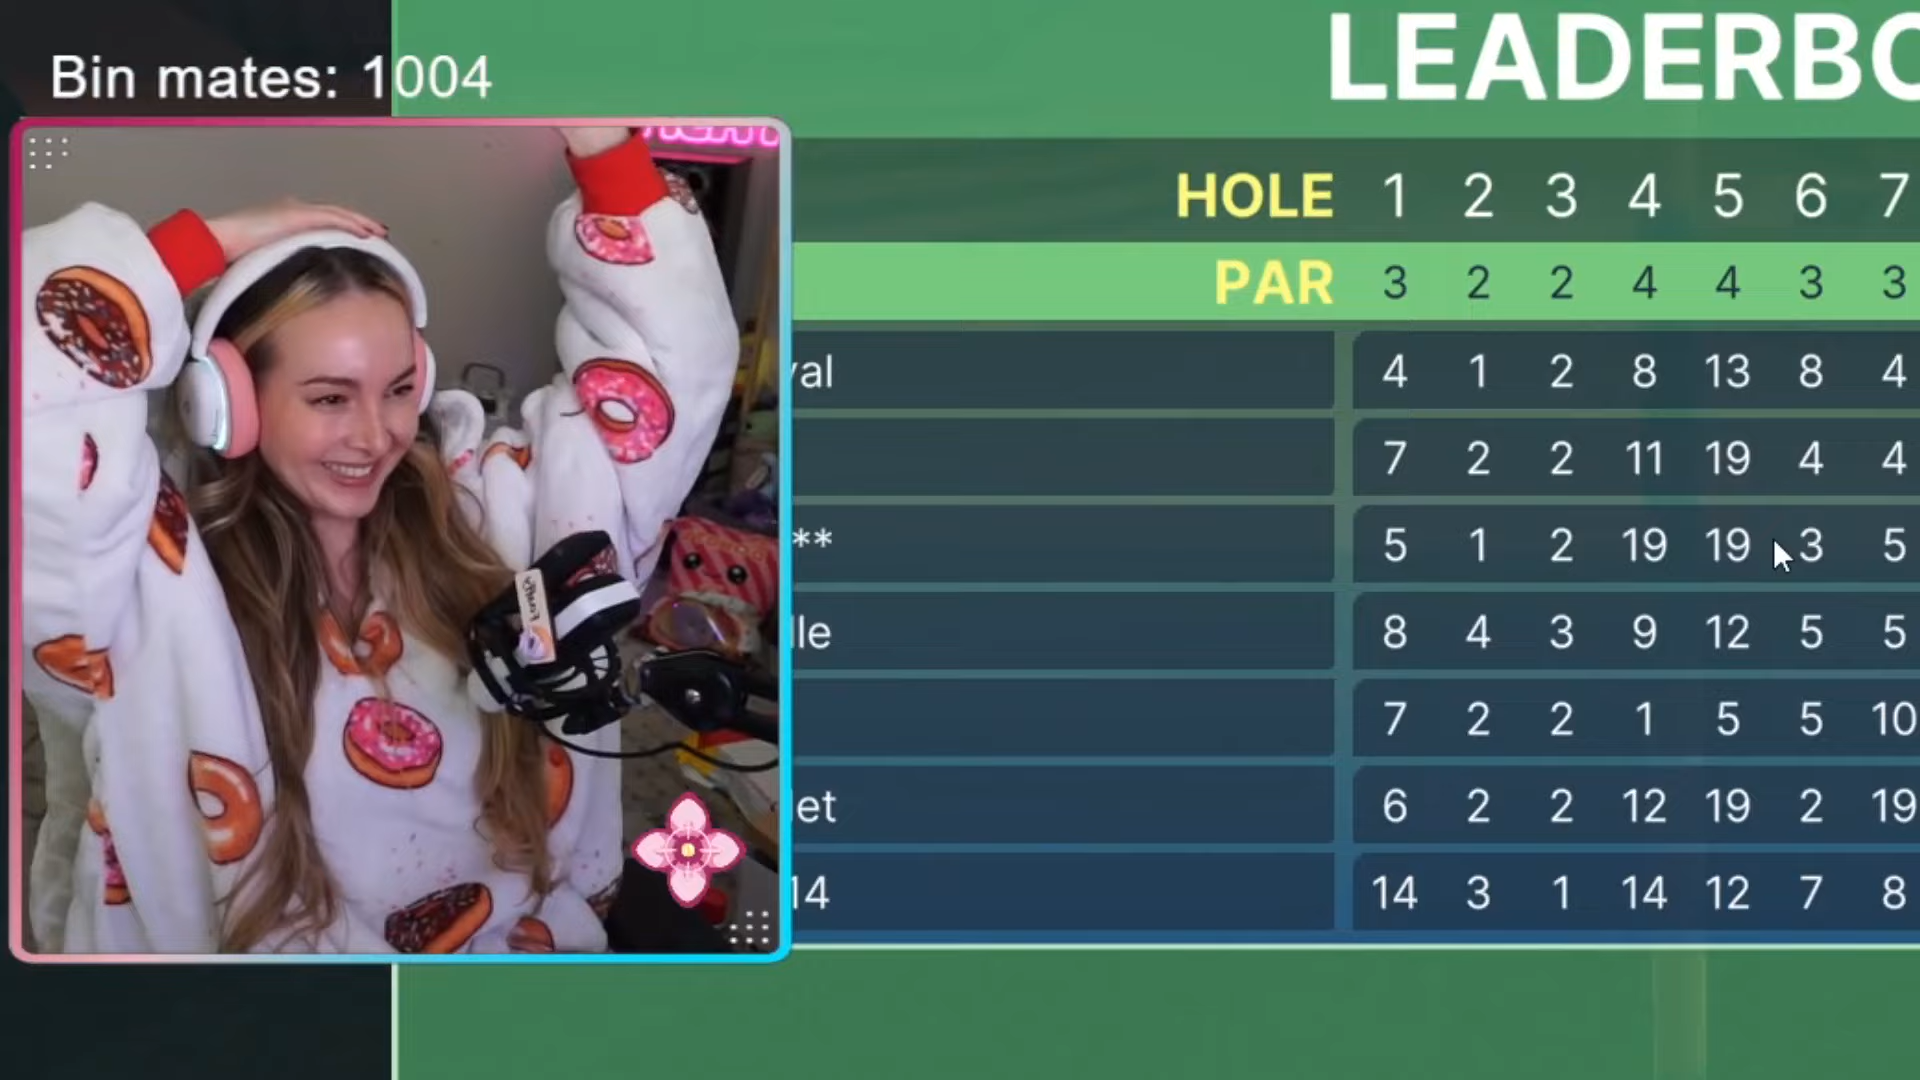 Bin mates: 1004
LEADERBO
HOLE 1 2 3 4 5 6 7
PAR 3 2 2 4 4 3 3
val 4 1 2 8 13 8 4
7 2 2 11 19 4 4
** 5 1 2 19 19 3 5
lle 8 4 3 9 12 5 5
7 2 2 1 5 5 10
let 6 2 2 12 19 2 19
14 14 3 1 14 12 7 8